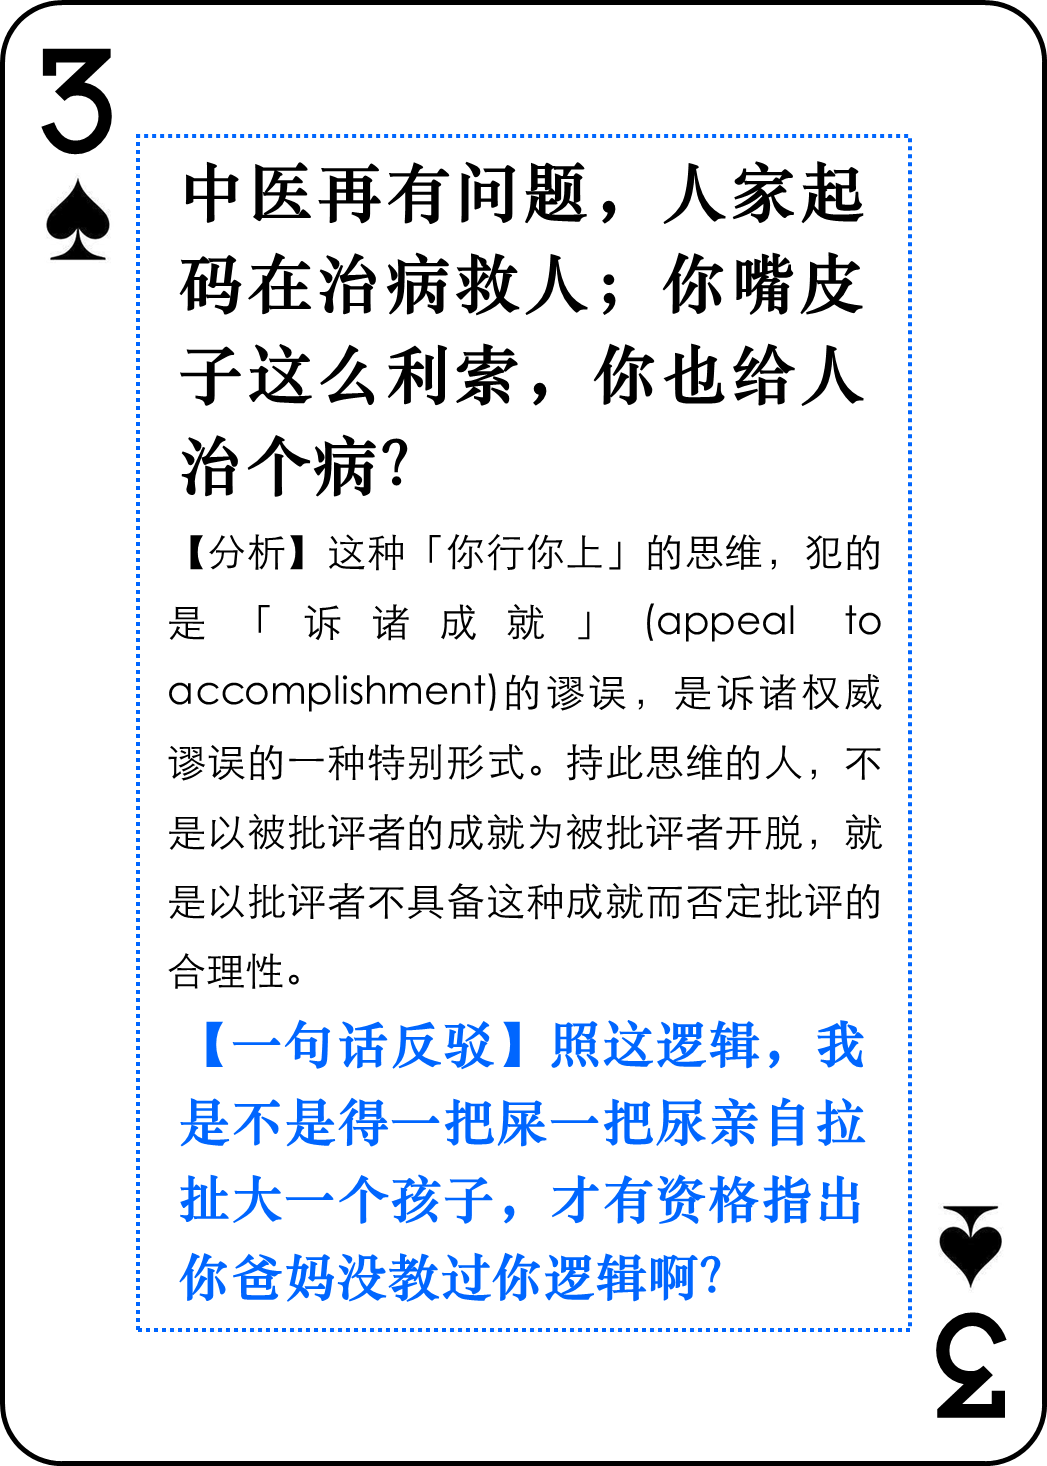 3
中医再有问题，人家起
码在治病救人；你嘴皮
子这么利索，你也给人
治个病？
【分析】这种「你行你上」的思维，犯的
是「诉诸成就」(appeal to
accomplishment)的谬误，是诉诸权威
谬误的一种特别形式。持此思维的人，不
是以被批评者的成就为被批评者开脱，就
是以批评者不具备这种成就而否定批评的
合理性。
【一句话反驳】照这逻辑，我
是不是得一把屎一把尿亲自拉
扯大一个孩子，才有资格指出
你爸妈没教过你逻辑啊？
3